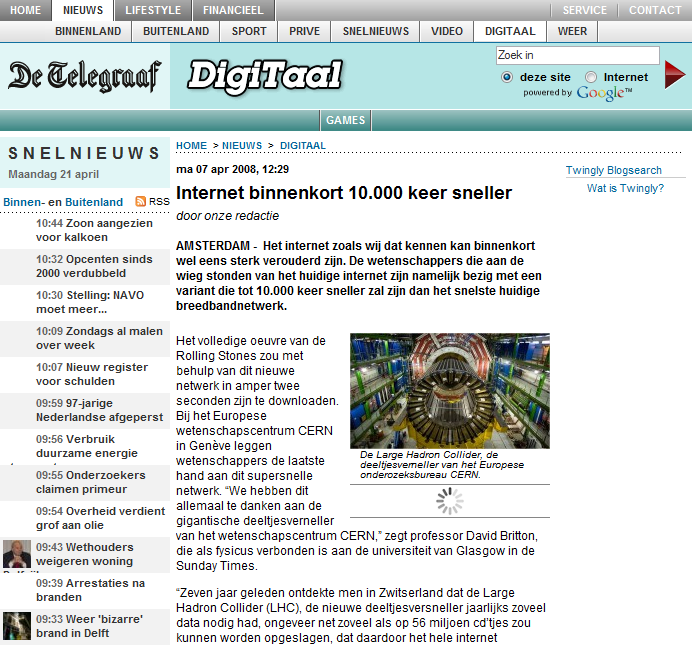 HOME NIEUWS LIFESTYLE FINANCIEEL SERVICE CONTACT
BINNENLAND BUITENLAND SPORT PRIVE SNELNIEUWS VIDEO DIGITAAL WEER
De Telegraaf DigiTaal
Zoek in
deze site Internet
powered by Google™
GAMES
SNELNIEUWS
Maandag 21 april
Binnen- en Buitenland RSS
10:44 Zoon aangezien
voor kalkoen
10:32 Opcenten sinds
2000 verdubbeld
10:30 Stelling: NAVO
moet meer...
10:09 Zondags al malen
over week
10:07 Nieuw register
voor schulden
09:59 97-jarige
Nederlandse afgeperst
09:56 Verbruik
duurzame energie
09:55 Onderzoekers
claimen primeur
09:54 Overheid verdient
grof aan olie
09:43 Wethouders
weigeren woning
09:39 Arrestaties na
branden
09:33 Weer 'bizarre'
brand in Delft
HOME > NIEUWS > DIGITAAL
ma 07 apr 2008, 12:29
Internet binnenkort 10.000 keer sneller
door onze redactie
AMSTERDAM - Het internet zoals wij dat kennen kan binnenkort
wel eens sterk verouderd zijn. De wetenschappers die aan de
wieg stonden van het huidige internet zijn namelijk bezig met een
variant die tot 10.000 keer sneller zal zijn dan het snelste huidige
breedbandnetwerk.
Het volledige oeuvre van de
Rolling Stones zou met
behulp van dit nieuwe
netwerk in amper twee
seconden zijn te downloaden.
Bij het Europese
wetenschapscentrum CERN
in Genève leggen
wetenschappers de laatste
hand aan dit supersnelle
netwerk. “We hebben dit
allemaal te danken aan de
gigantische deeltjesverneller
van het wetenschapscentrum CERN,” zegt professor David Britton,
die als fysicus verbonden is aan de universiteit van Glasgow in de
Sunday Times.
De Large Hadron Collider, de
deeltjesverneller van het Europese
onderozeksbureau CERN.
“Zeven jaar geleden ontdekte men in Zwitserland dat de Large
Hadron Collider (LHC), de nieuwe deeltjesversneller jaarlijks zoveel
data nodig had, ongeveer net zoveel als op 56 miljoen cd'tjes zou
kunnen worden opgeslagen, dat daardoor het hele internet
Twingly Blogsearch
Wat is Twingly?